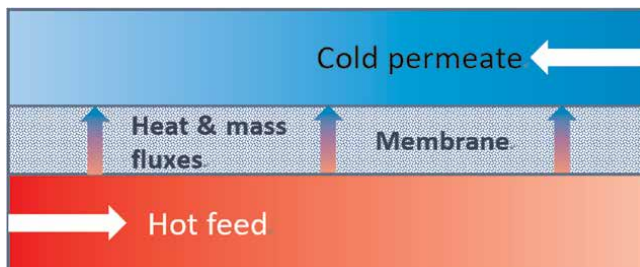 Cold permeate
Heat & mass
fluxes
Membrane
Hot feed